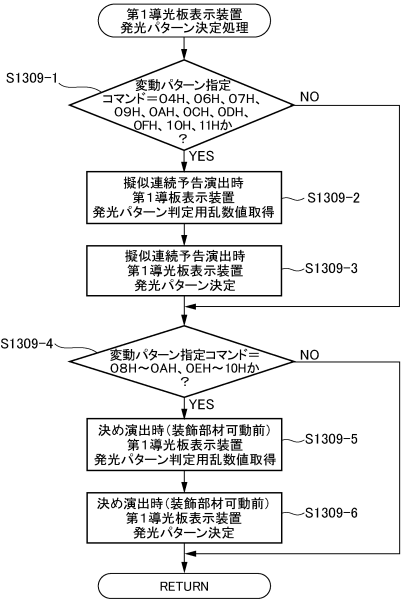 第１導光板表示装置
発光パターン決定処理
S1309-1
変動パターン指定
コマンド＝04H、06H、07H、
09H、0AH、0CH、0DH、
0FH、10H、11Hか
？
NO
YES
擬似連続予告演出時
第１導板表示装置
発光パターン判定用乱数値取得
S1309-2
擬似連続予告演出時
第１導光板表示装置
発光パターン決定
S1309-3
S1309-4
変動パターン指定コマンド＝
08H～0AH、0EH～10Hか
？
NO
YES
決め演出時（装飾部材可動前）
第１導光板表示装置
発光パターン判定用乱数値取得
S1309-5
決め演出時（装飾部材可動前）
第１導光板表示装置
発光パターン決定
S1309-6
RETURN